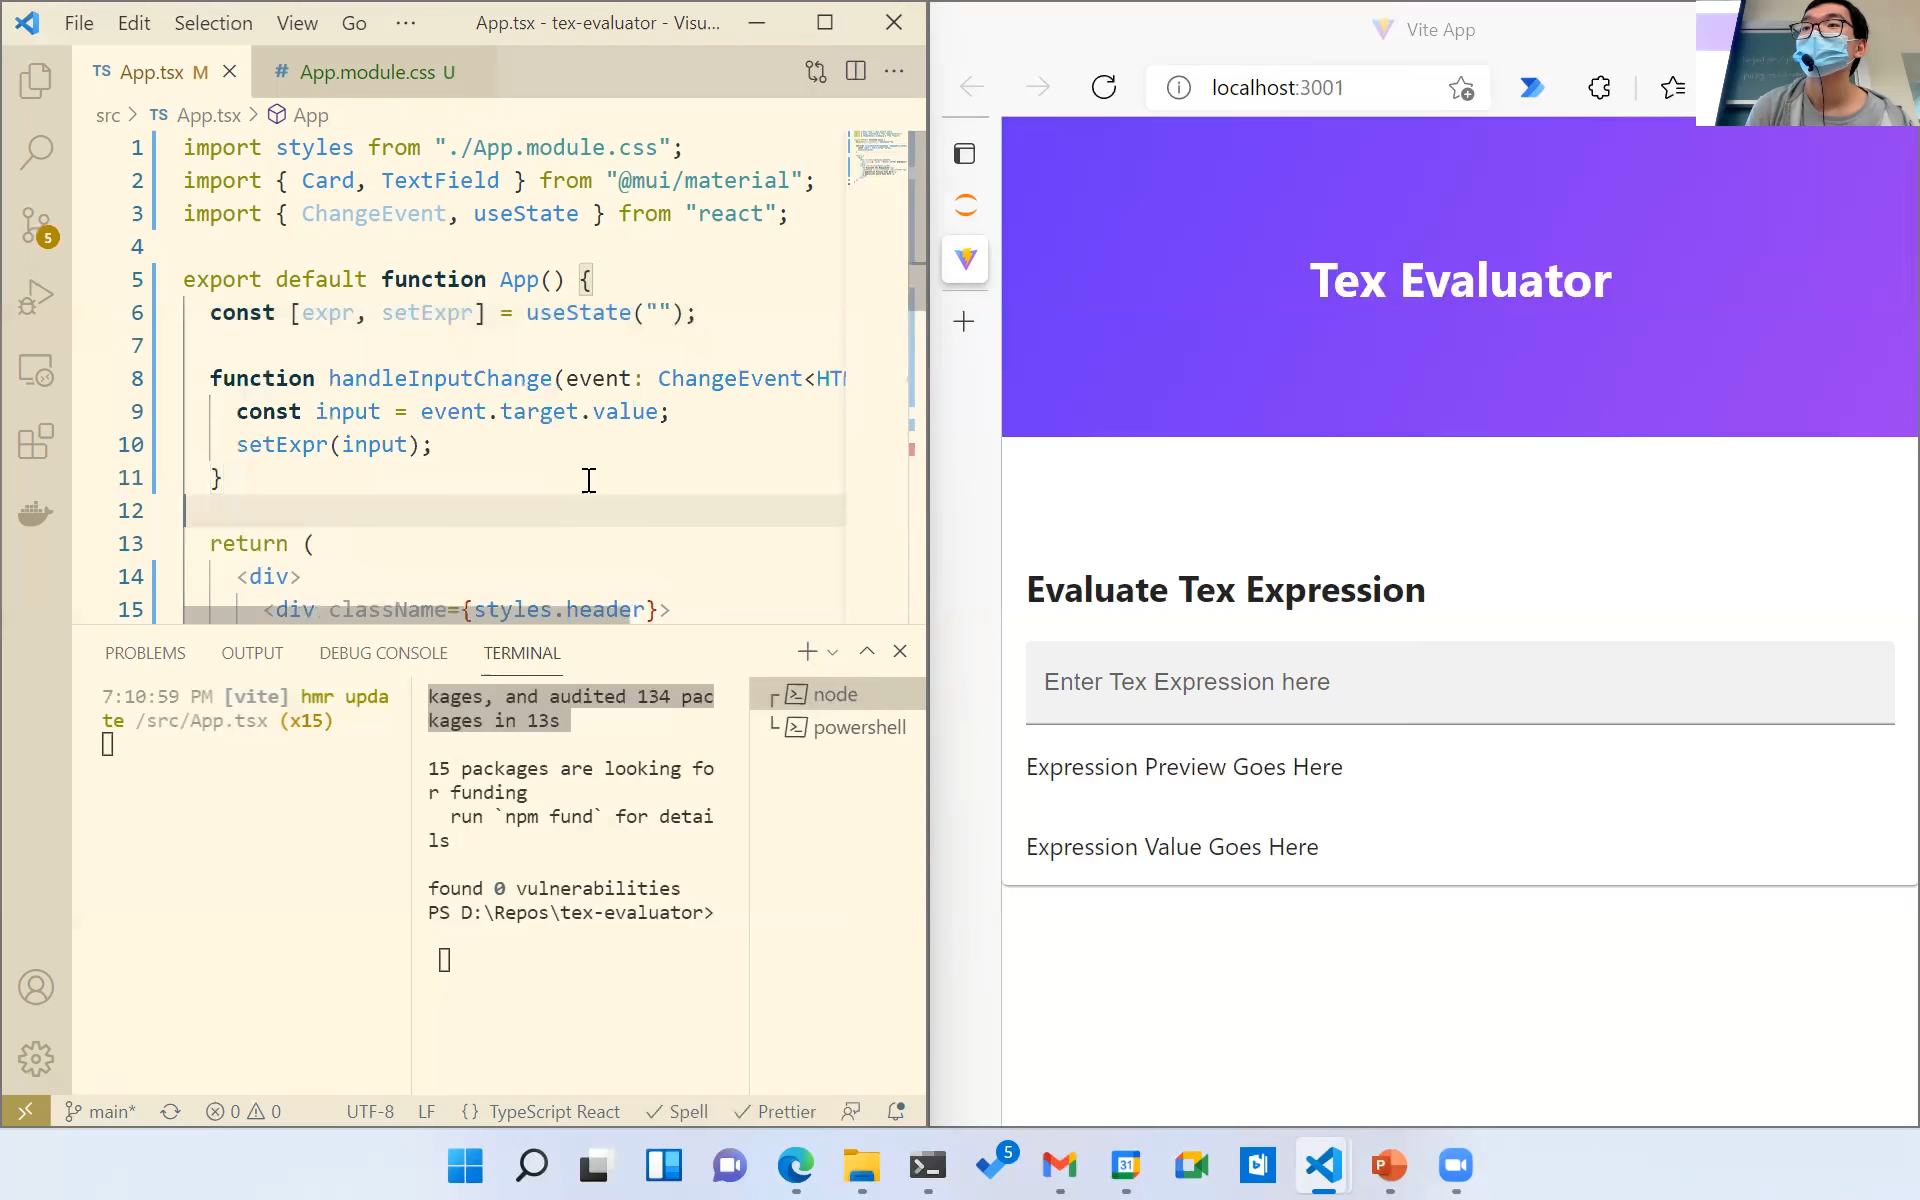 File Edit Selection View Go ··· App.tsx - tex-evaluator - Visu...
TS App.tsx M
# App.module.css U
src > TS App.tsx > App
1 import styles from "./App.module.css";
2 import { Card, TextField } from "@mui/material";
3 import { ChangeEvent, useState } from "react";
4
5 export default function App() {
6 const [expr, setExpr] = useState("");
7
8 function handleInputChange(event: ChangeEvent<HTM
9 const input = event.target.value;
10 setExpr(input);
11 }
12
13 return (
14 <div>
15 <div className={styles.header}>
5
PROBLEMS OUTPUT DEBUG CONSOLE TERMINAL
7:10:59 PM [vite] hmr upda
te /src/App.tsx (x15)
kages, and audited 134 pac
kages in 13s
15 packages are looking fo
r funding
run `npm fund` for detai
ls
found 0 vulnerabilities
PS D:\Repos\tex-evaluator>
node
powershell
main* 0 0 UTF-8 LF {} TypeScript React Spell Prettier
Vite App
localhost:3001
Tex Evaluator
Evaluate Tex Expression
Enter Tex Expression here
Expression Preview Goes Here
Expression Value Goes Here
5
31
P